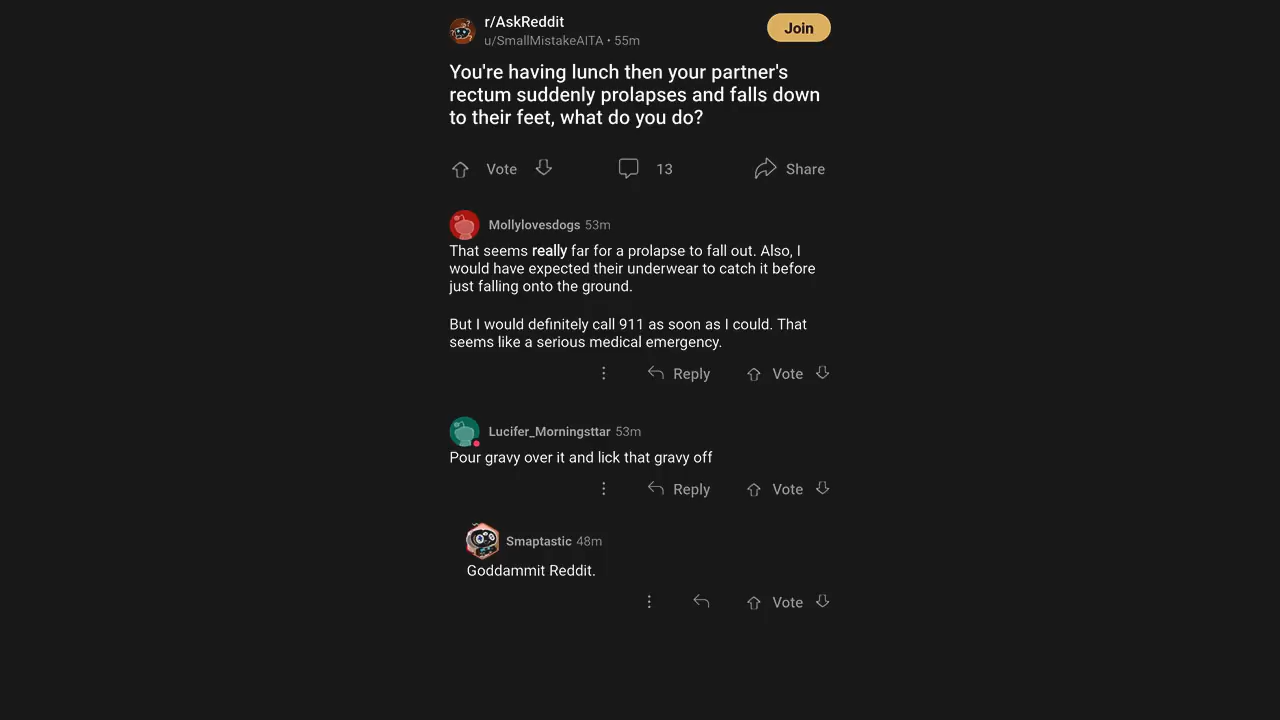 r/AskReddit
u/SmallMistakeAITA • 55m
Join
You're having lunch then your partner's
rectum suddenly prolapses and falls down
to their feet, what do you do?
Vote
13
Share
Mollylovesdogs 53m
That seems really far for a prolapse to fall out. Also, I
would have expected their underwear to catch it before
just falling onto the ground.
But I would definitely call 911 as soon as I could. That
seems like a serious medical emergency.
Reply
Vote
Lucifer_Morningsttar 53m
Pour gravy over it and lick that gravy off
Reply
Vote
Smaptastic 48m
Goddammit Reddit.
Vote